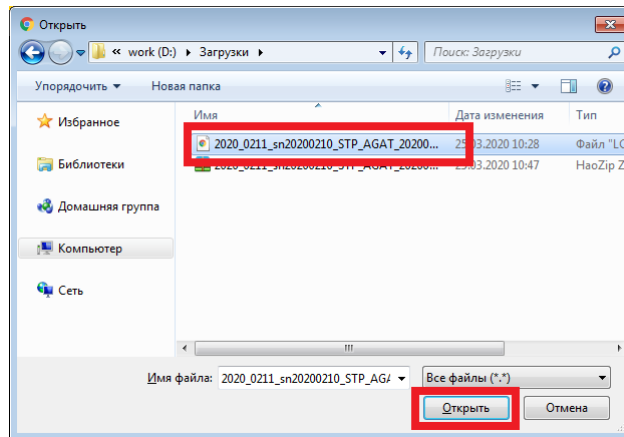 Открыть
« work (D:) ▸ Загрузки ▸
Поиск: Загрузки
Упорядочить
Новая папка
Имя
Дата изменения
Тип
Избранное
Библиотеки
Домашняя группа
Компьютер
Сеть
2020_0211_sn20200210_STP_AGAT_20200...
25.03.2020 10:28
Файл "LC
2020_0211_sn20200210_STP_AGAT_20200...
25.03.2020 10:47
HaoZip Z
Имя файла:
2020_0211_sn20200210_STP_AGA
Все файлы (*.*)
Открыть
Отмена